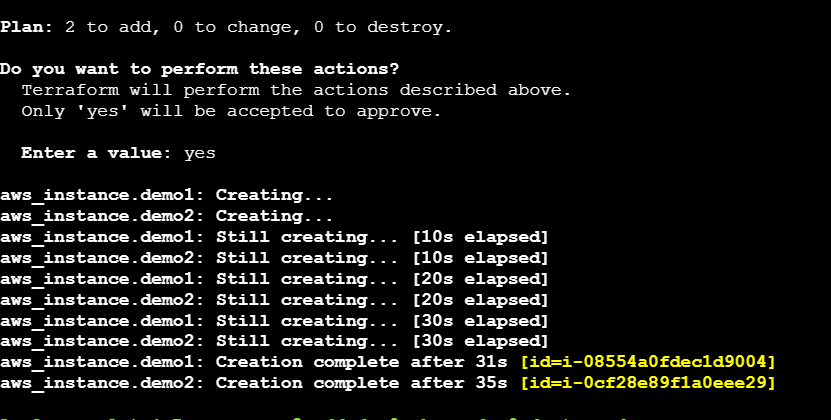 Plan: 2 to add, 0 to change, 0 to destroy.
Do you want to perform these actions?
Terraform will perform the actions described above.
Only 'yes' will be accepted to approve.
Enter a value: yes
aws_instance.demo1: Creating...
aws_instance.demo2: Creating...
aws_instance.demo1: Still creating... [10s elapsed]
aws_instance.demo2: Still creating... [10s elapsed]
aws_instance.demo1: Still creating... [20s elapsed]
aws_instance.demo2: Still creating... [20s elapsed]
aws_instance.demo1: Still creating... [30s elapsed]
aws_instance.demo2: Still creating... [30s elapsed]
aws_instance.demo1: Creation complete after 31s [id=i-08554a0fdec1d9004]
aws_instance.demo2: Creation complete after 35s [id=i-0cf28e89f1a0eee29]